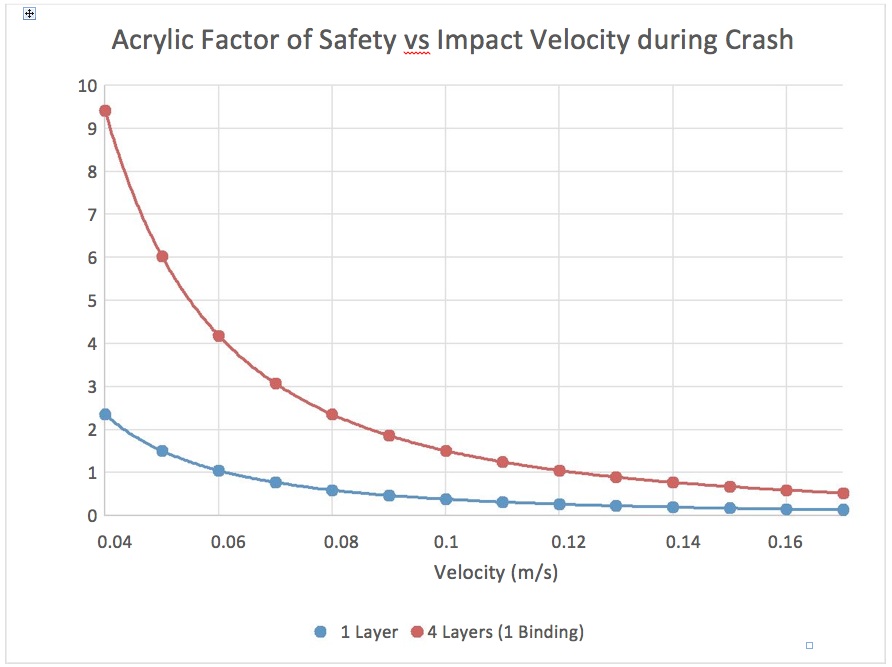 Acrylic Factor of Safety vs Impact Velocity during Crash
10
9
8
7
6
5
4
3
2
1
0
0.04 0.06 0.08 0.1 0.12 0.14 0.16
Velocity (m/s)
1 Layer 4 Layers (1 Binding)